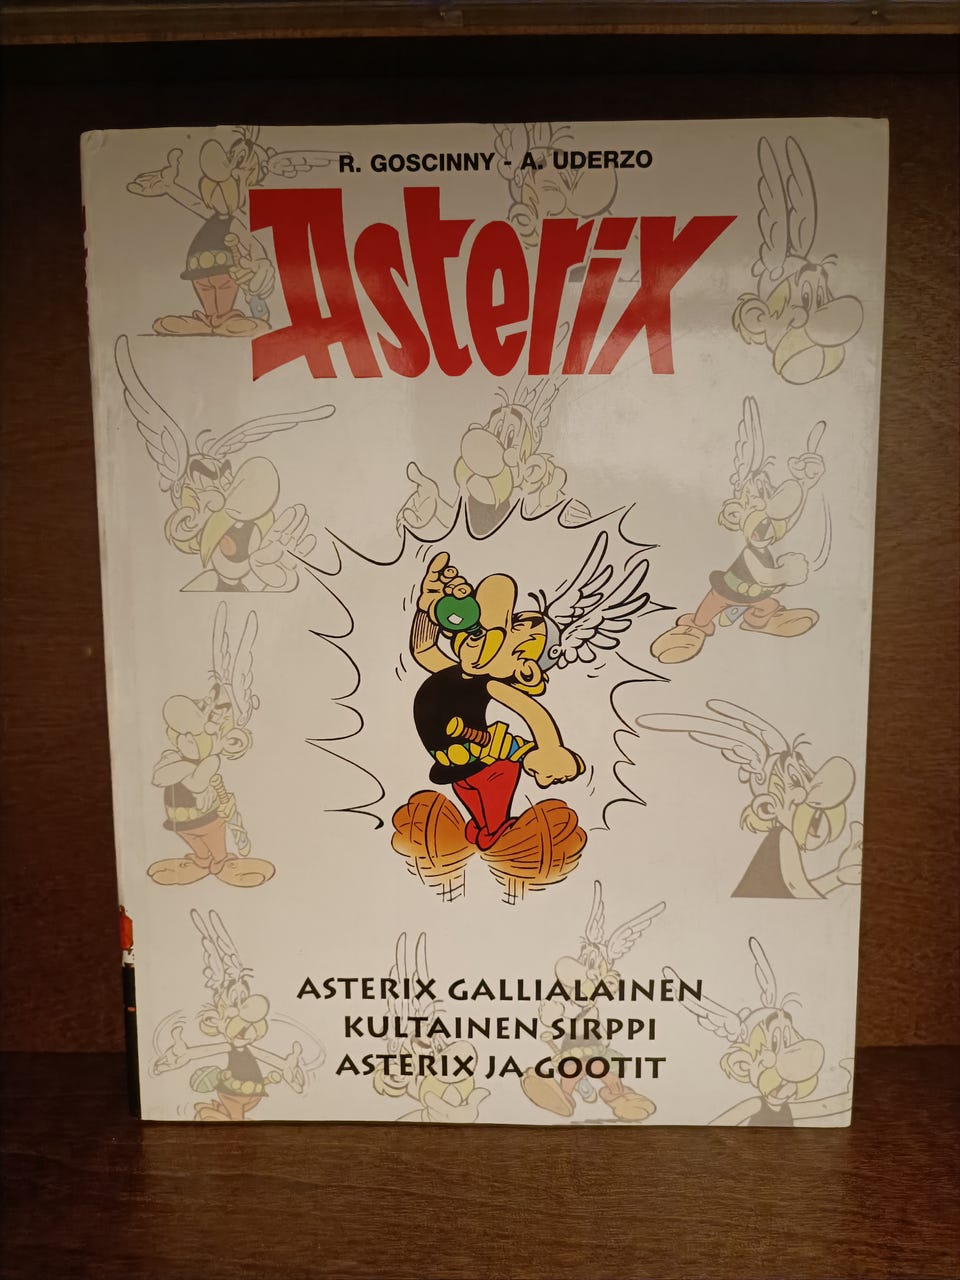 R. GOSCINNY - A. UDERZO
Asterix
ASTERIX GALLIALAINEN
KULTAINEN SIRPPI
ASTERIX JA GOOTIT